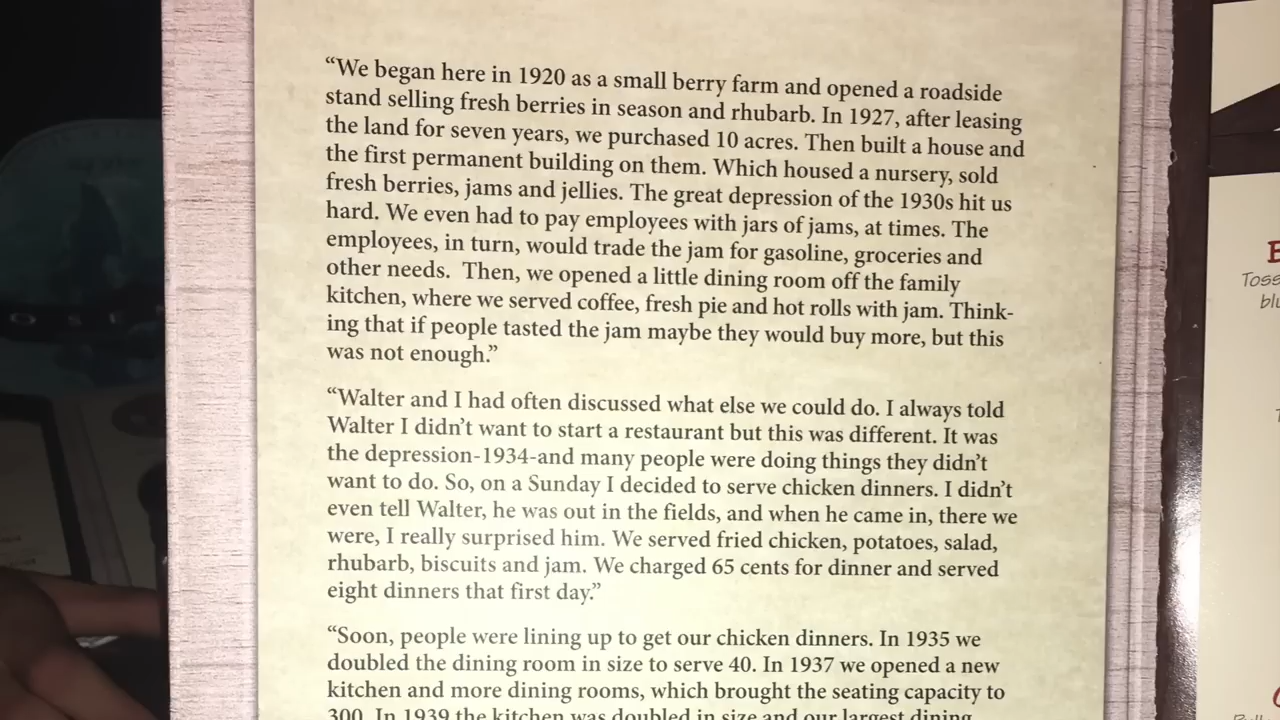 “We began here in 1920 as a small berry farm and opened a roadside
stand selling fresh berries in season and rhubarb. In 1927, after leasing
the land for seven years, we purchased 10 acres. Then built a house and
the first permanent building on them. Which housed a nursery, sold
fresh berries, jams and jellies. The great depression of the 1930s hit us
hard. We even had to pay employees with jars of jams, at times. The
employees, in turn, would trade the jam for gasoline, groceries and
other needs.  Then, we opened a little dining room off the family
kitchen, where we served coffee, fresh pie and hot rolls with jam. Think-
ing that if people tasted the jam maybe they would buy more, but this
was not enough.”
“Walter and I had often discussed what else we could do. I always told
Walter I didn’t want to start a restaurant but this was different. It was
the depression-1934-and many people were doing things they didn’t
want to do. So, on a Sunday I decided to serve chicken dinners. I didn’t
even tell Walter, he was out in the fields, and when he came in, there we
were, I really surprised him. We served fried chicken, potatoes, salad,
rhubarb, biscuits and jam. We charged 65 cents for dinner and served
eight dinners that first day.”
“Soon, people were lining up to get our chicken dinners. In 1935 we
doubled the dining room in size to serve 40. In 1937 we opened a new
kitchen and more dining rooms, which brought the seating capacity to
300. In 1939 the kitchen was doubled in size and our largest dining